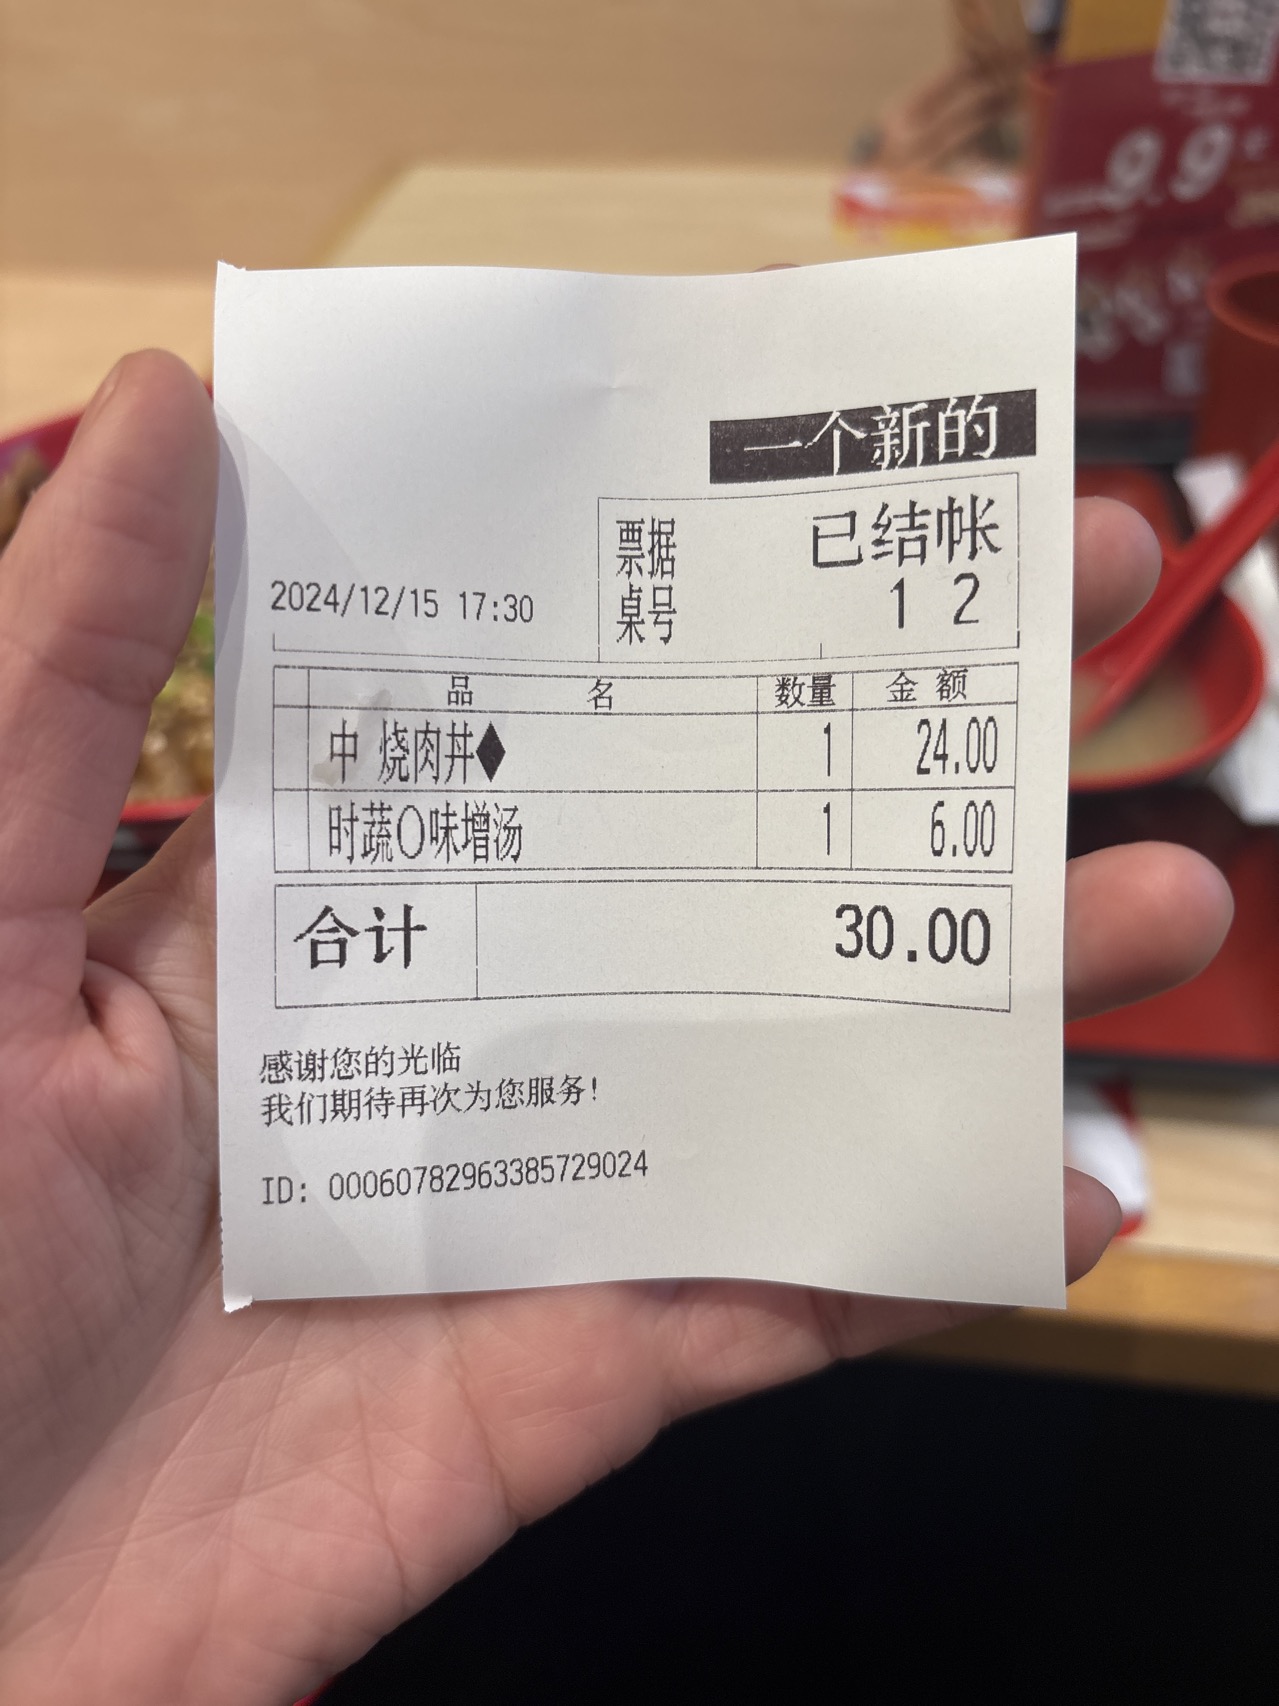 9.9
一个新的
票据 已结帐
2024/12/15 17:30
桌号 1 2
品 名 数量 金 额
中 烧肉丼◆ 1 24.00
时蔬○味增汤 1 6.00
合计 30.00
感谢您的光临
我们期待再次为您服务!
ID: 00060782963385729024